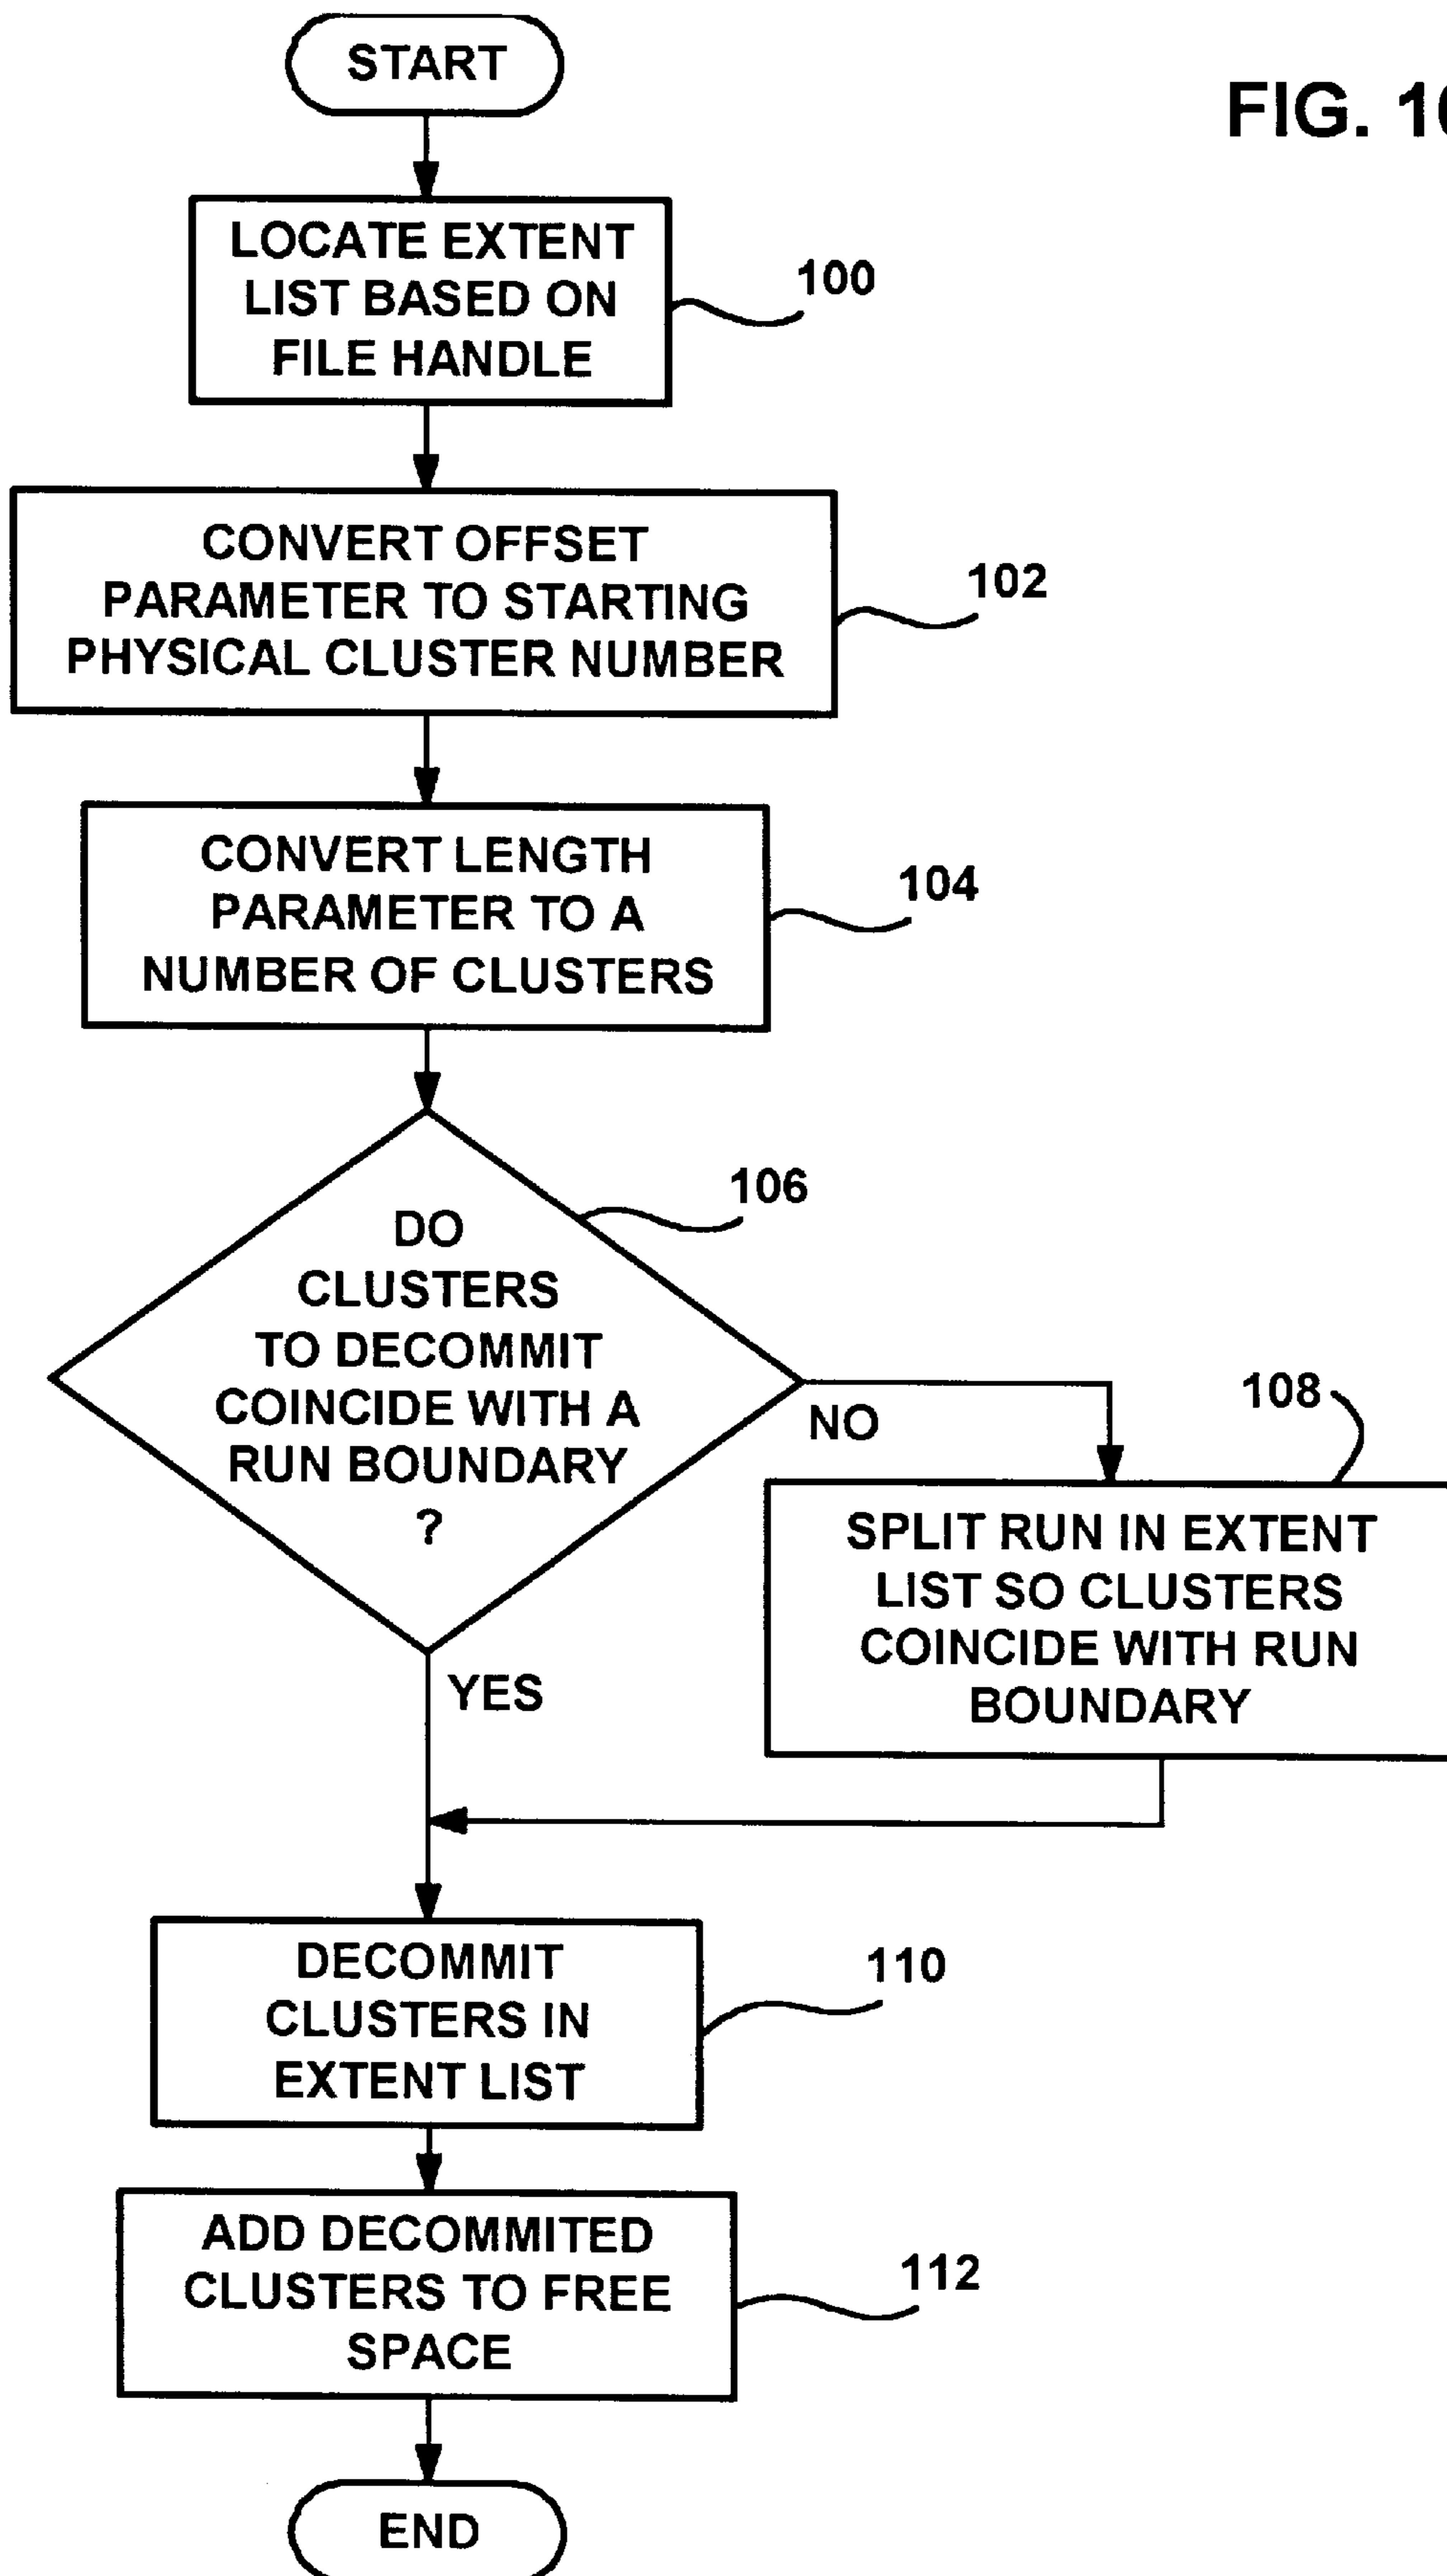 START
FIG. 10
LOCATE EXTENT
LIST BASED ON
FILE HANDLE
100
CONVERT OFFSET
PARAMETER TO STARTING
PHYSICAL CLUSTER NUMBER
102
CONVERT LENGTH
PARAMETER TO A
NUMBER OF CLUSTERS
104
DO
CLUSTERS
TO DECOMMIT
COINCIDE WITH A
RUN BOUNDARY
?
106
NO
YES
108
SPLIT RUN IN EXTENT
LIST SO CLUSTERS
COINCIDE WITH RUN
BOUNDARY
DECOMMIT
CLUSTERS IN
EXTENT LIST
110
ADD DECOMMITED
CLUSTERS TO FREE
SPACE
112
END